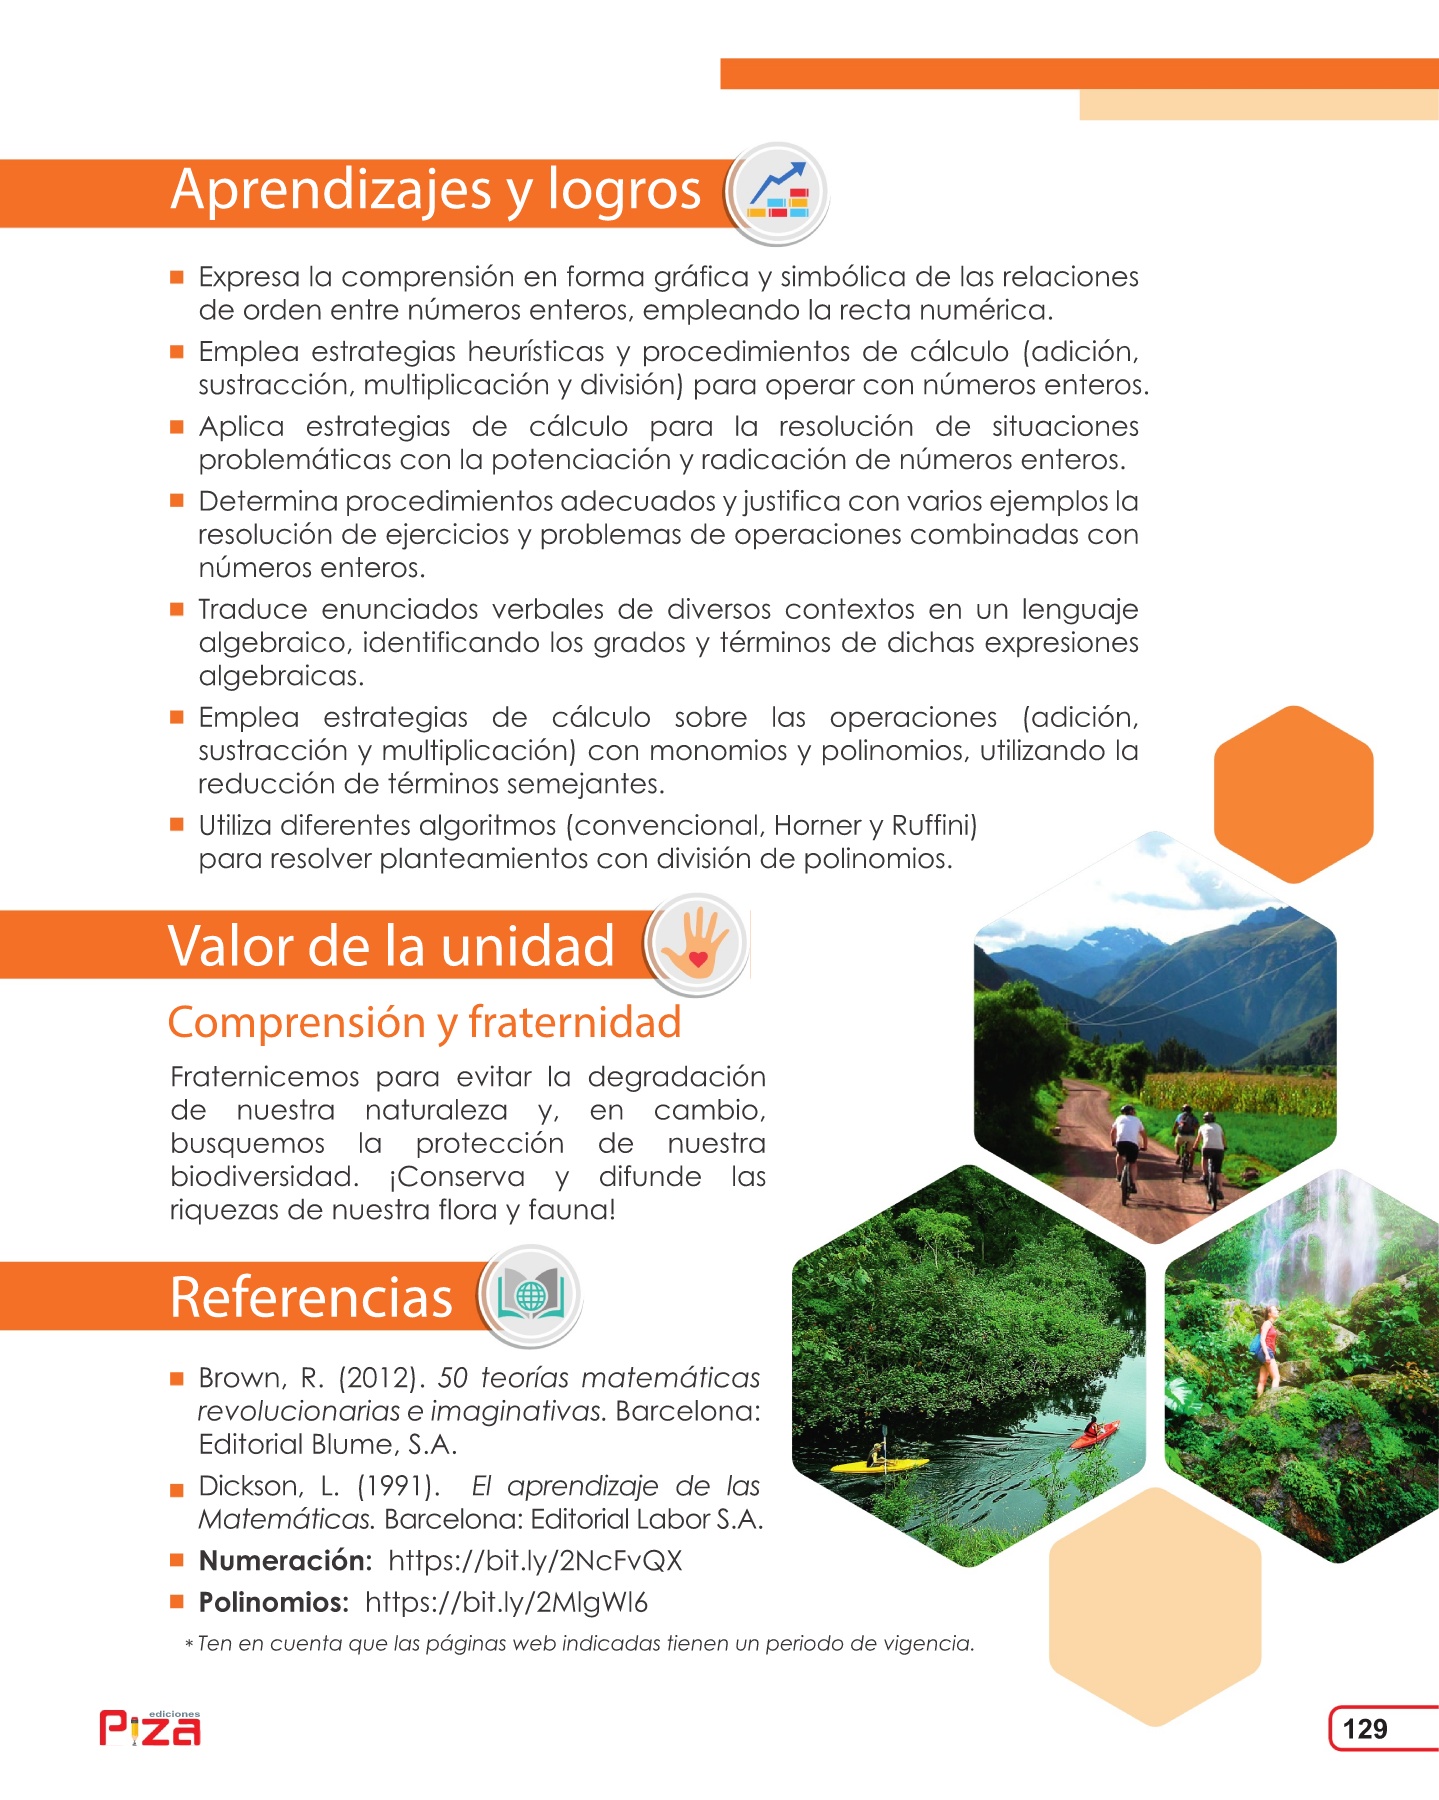 Aprendizajes y logros
Expresa la comprensión en forma gráfica y simbólica de las relaciones
de orden entre números enteros, empleando la recta numérica.
Emplea estrategias heurísticas y procedimientos de cálculo (adición,
sustracción, multiplicación y división) para operar con números enteros.
Aplica estrategias de cálculo para la resolución de situaciones
problemáticas con la potenciación y radicación de números enteros.
Determina procedimientos adecuados y justifica con varios ejemplos la
resolución de ejercicios y problemas de operaciones combinadas con
números enteros.
Traduce enunciados verbales de diversos contextos en un lenguaje
algebraico, identificando los grados y términos de dichas expresiones
algebraicas.
Emplea estrategias de cálculo sobre las operaciones (adición,
sustracción y multiplicación) con monomios y polinomios, utilizando la
reducción de términos semejantes.
Utiliza diferentes algoritmos (convencional, Horner y Ruffini)
para resolver planteamientos con división de polinomios.
Valor de la unidad
Comprensión y fraternidad
Fraternicemos para evitar la degradación
de nuestra naturaleza y, en cambio,
busquemos la protección de nuestra
biodiversidad. ¡Conserva y difunde las
riquezas de nuestra flora y fauna!
Referencias
Brown, R. (2012). 50 teorías matemáticas
revolucionarias e imaginativas. Barcelona:
Editorial Blume, S.A.
Dickson, L. (1991). El aprendizaje de las
Matemáticas. Barcelona: Editorial Labor S.A.
Numeración: https://bit.ly/2NcFvQX
Polinomios: https://bit.ly/2MlgWl6
* Ten en cuenta que las páginas web indicadas tienen un periodo de vigencia.
ediciones
Piza
129